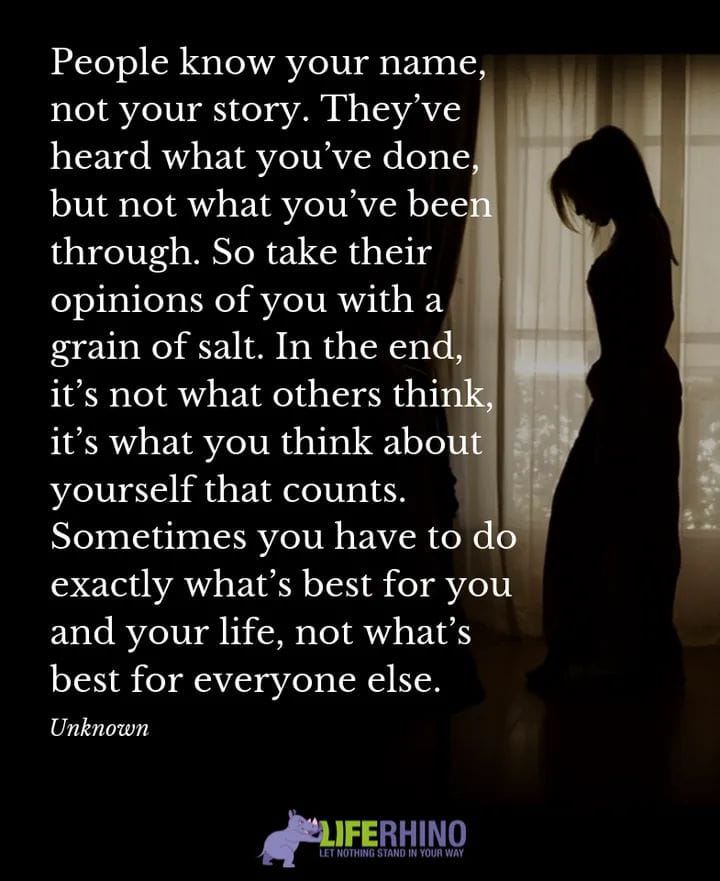 People know your name,
not your story. They’ve
heard what you’ve done,
but not what you’ve been
through. So take their
opinions of you with a
grain of salt. In the end,
it’s not what others think,
it’s what you think about
yourself that counts.
Sometimes you have to do
exactly what’s best for you
and your life, not what’s
best for everyone else.
Unknown
LIFERHINO
LET NOTHING STAND IN YOUR WAY